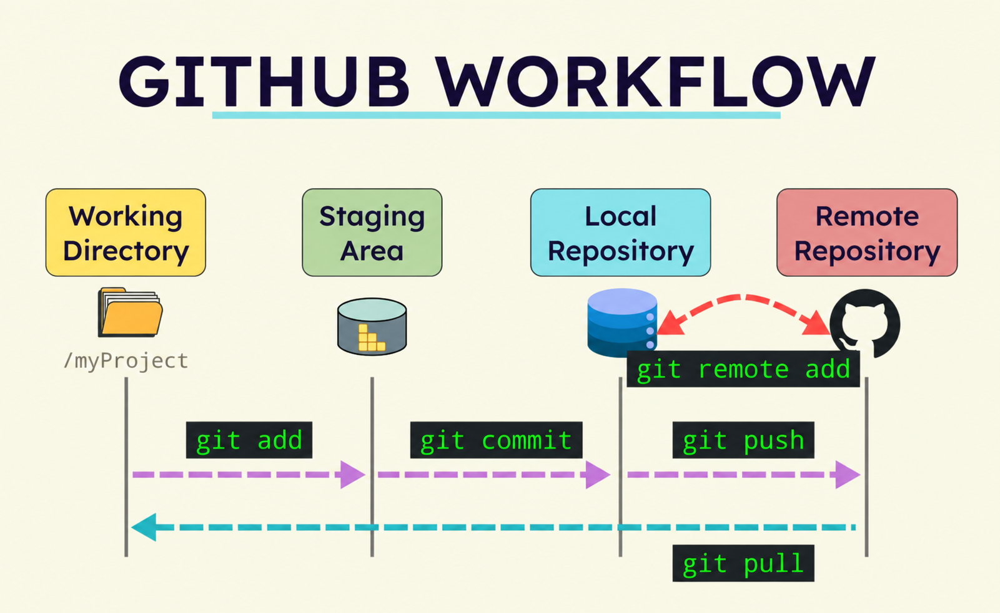 GITHUB WORKFLOW
Working
Directory
Staging
Area
Local
Repository
Remote
Repository
/myProject
git remote add
git add
git commit
git push
git pull